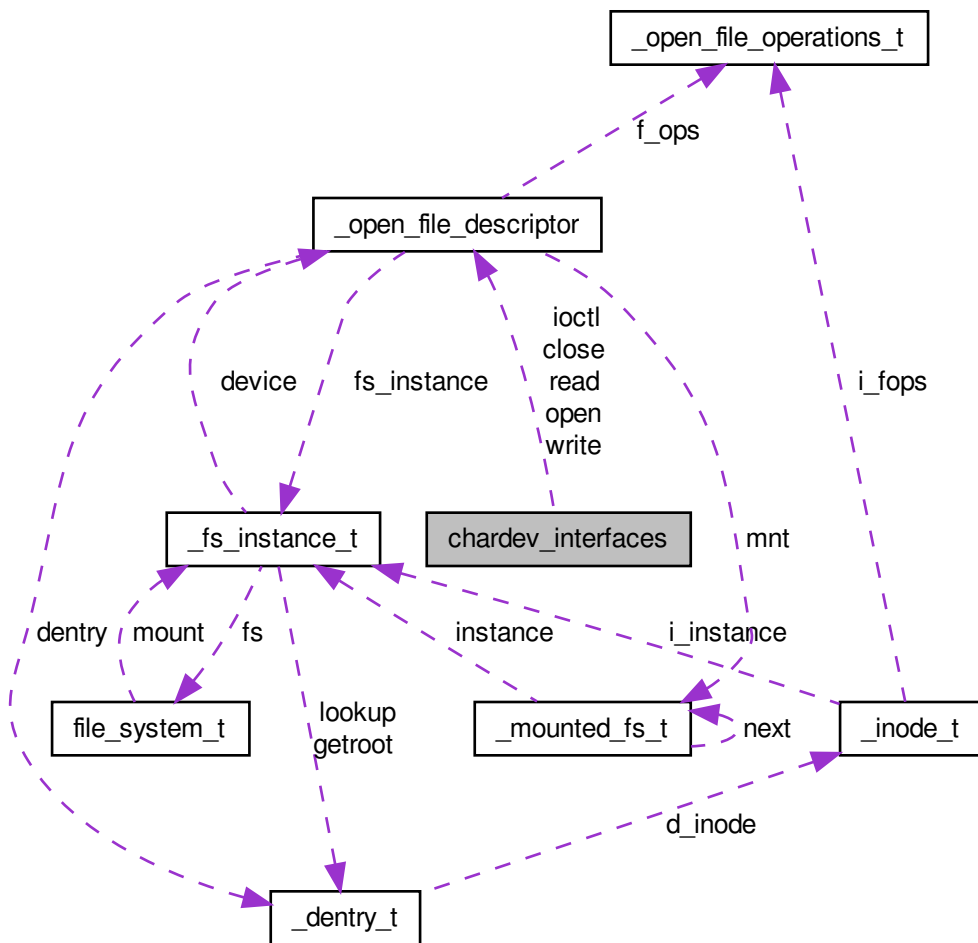 _open_file_operations_t
f_ops
_open_file_descriptor
ioctl
close
read
open
write
device
fs_instance
i_fops
_fs_instance_t
chardev_interfaces
mnt
dentry
mount
fs
instance
i_instance
lookup
getroot
file_system_t
_mounted_fs_t
next
_inode_t
d_inode
_dentry_t